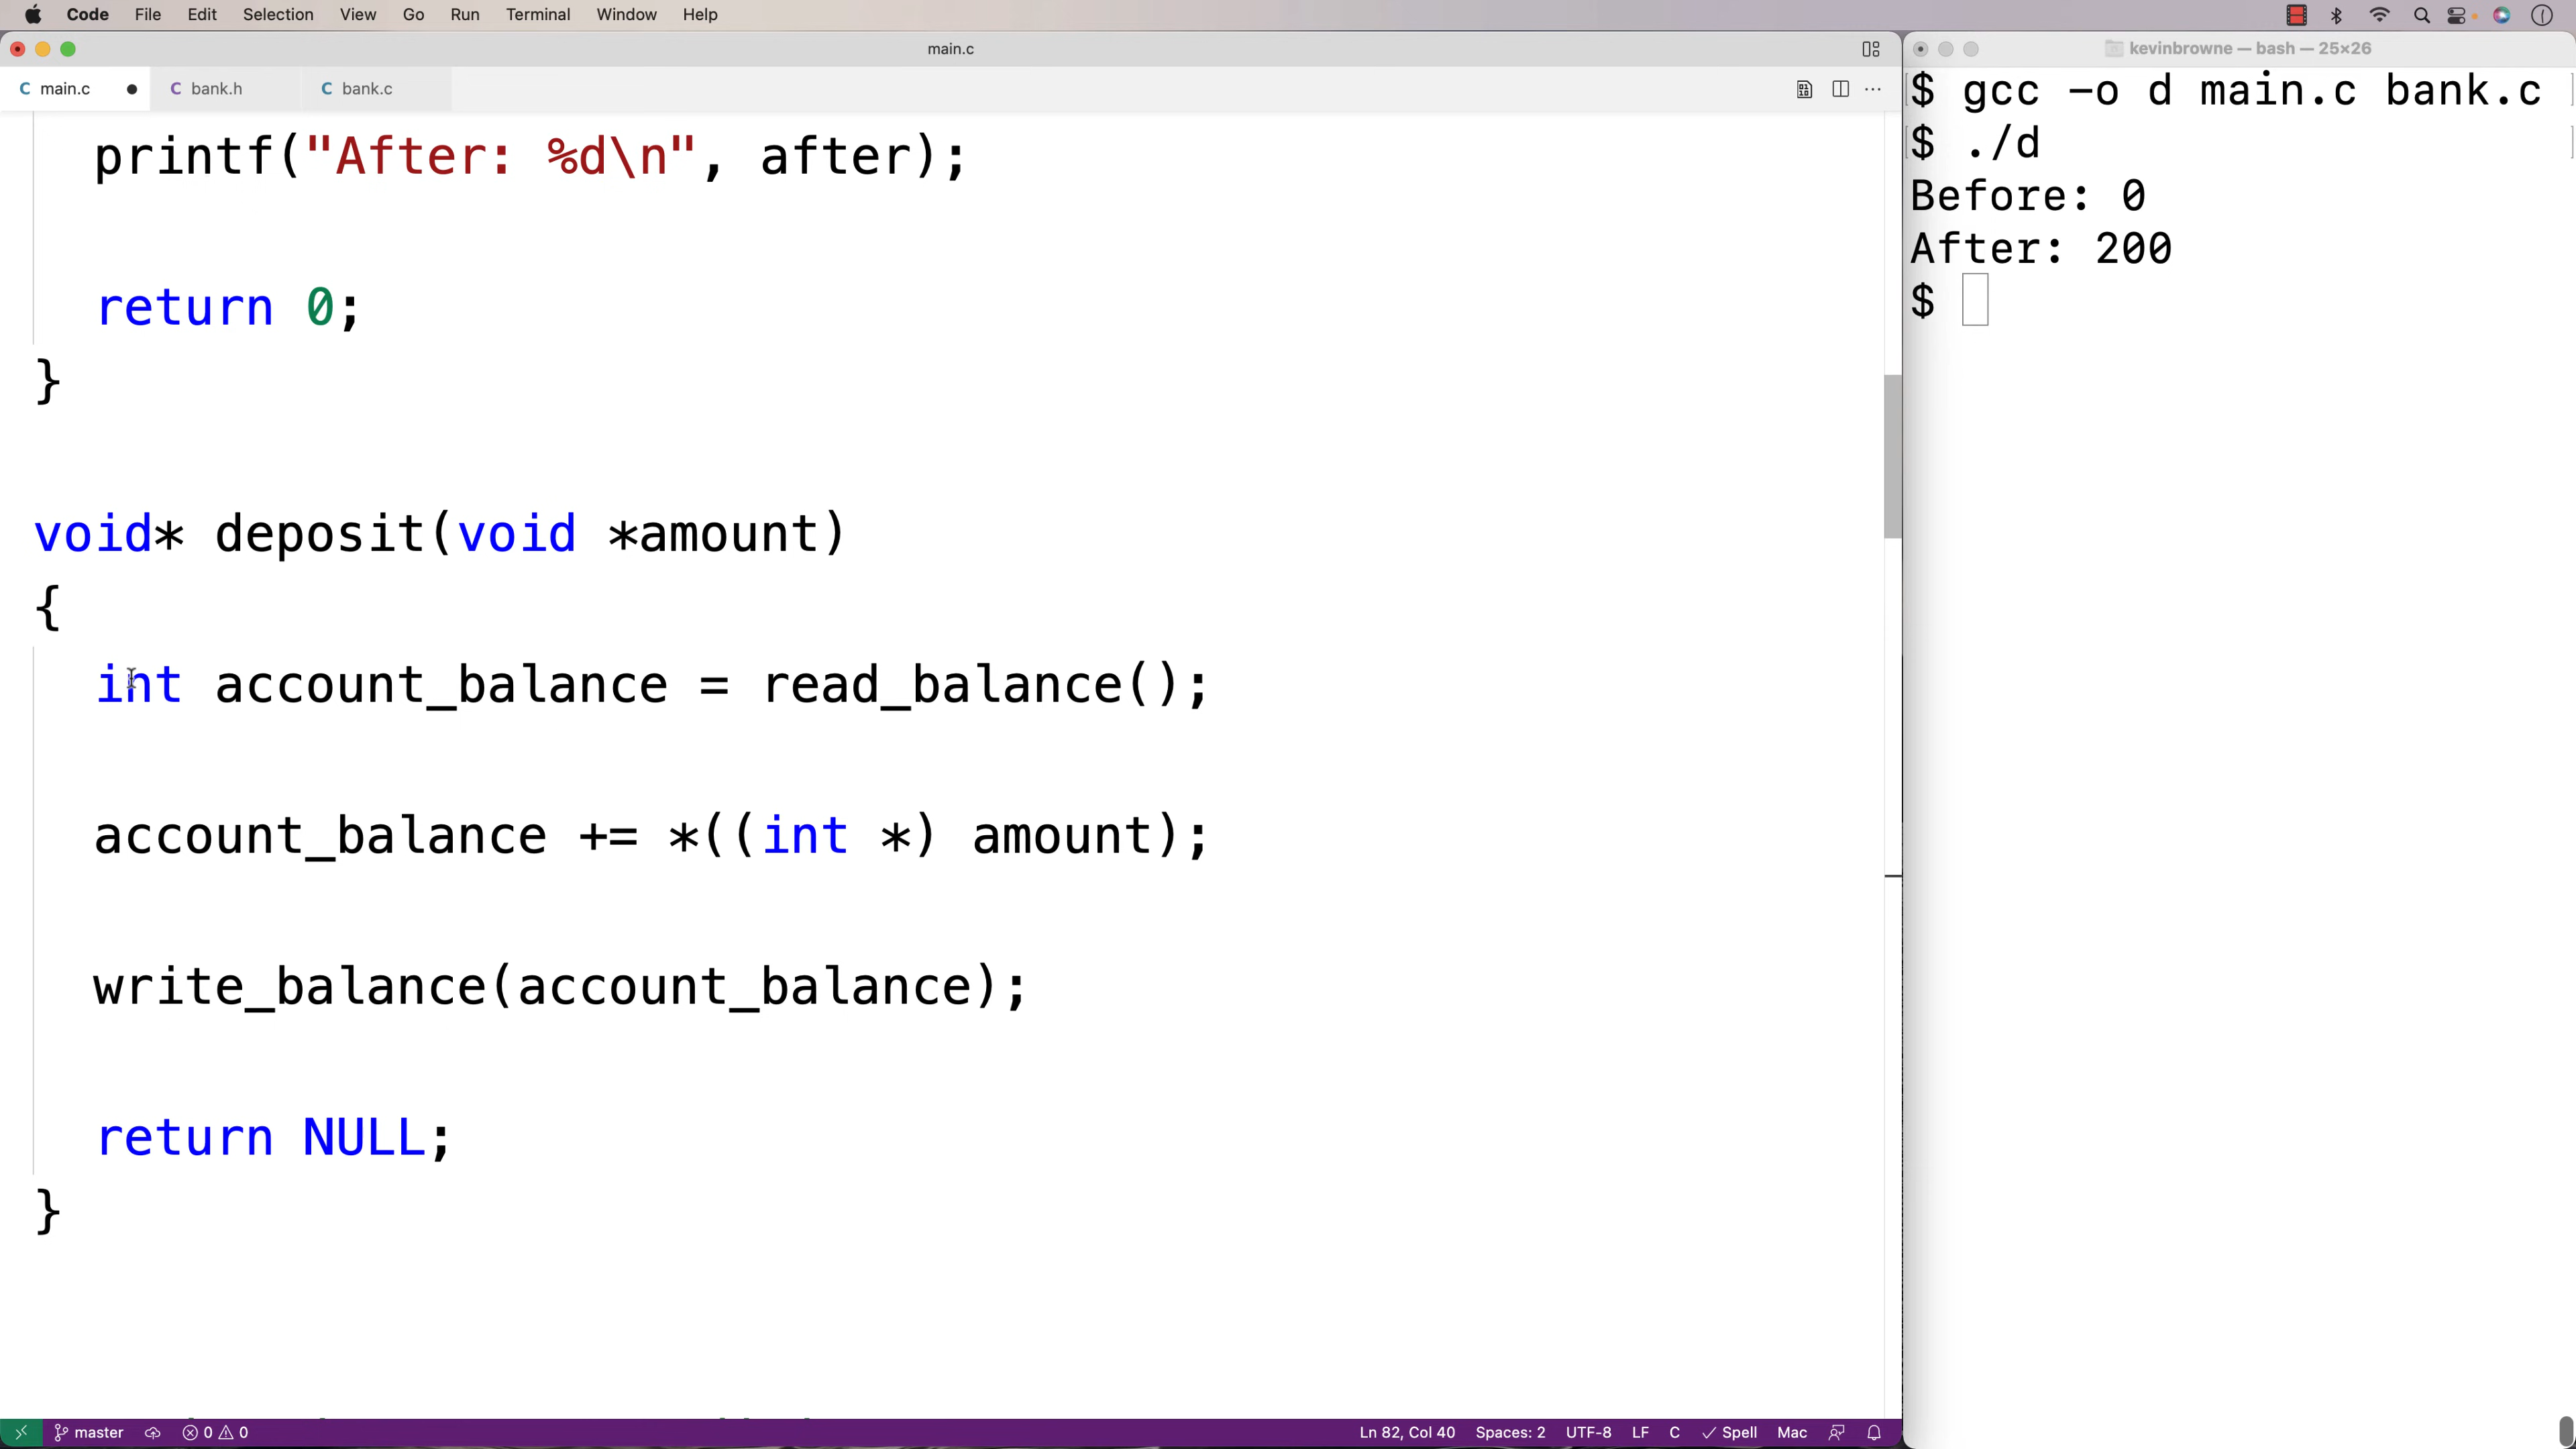 Code File Edit Selection View Go Run Terminal Window Help
main.c
kevinbrowne — bash — 25×26
C main.c C bank.h C bank.c
printf("After: %d\n", after);
return 0;
}
void* deposit(void *amount)
{
int account_balance = read_balance();
account_balance += *((int *) amount);
write_balance(account_balance);
return NULL;
}
$ gcc -o d main.c bank.c
$ ./d
Before: 0
After: 200
$
master 0 0 Ln 82, Col 40 Spaces: 2 UTF-8 LF C Spell Mac